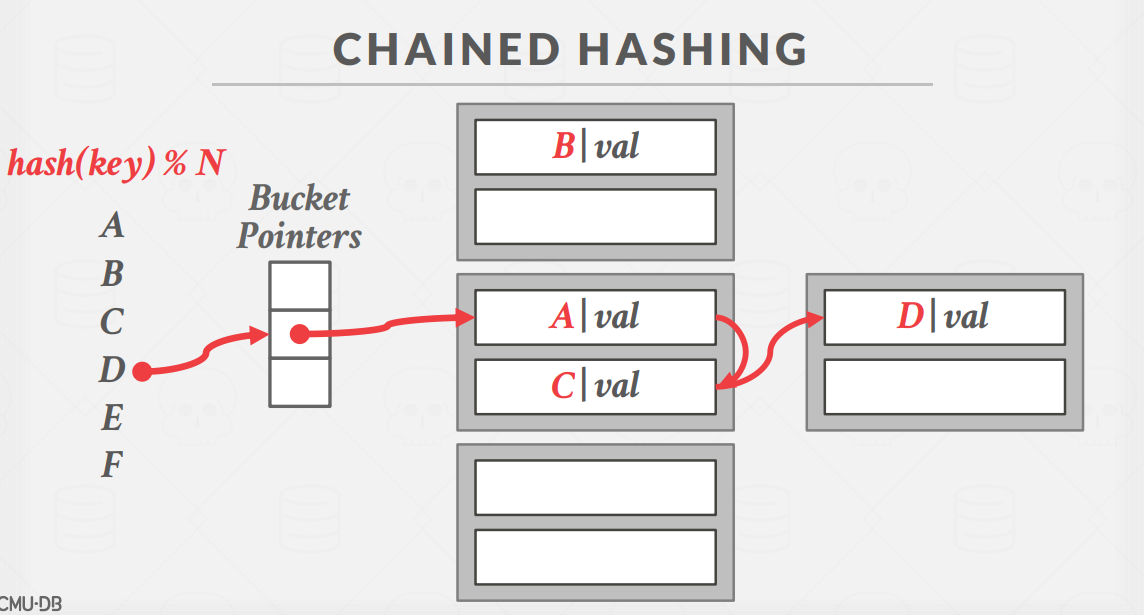 CHAINED HASHING
hash(key) % N
A
B
C
D
E
F
Bucket
Pointers
B|val
A|val
C|val
D|val
CMU·DB